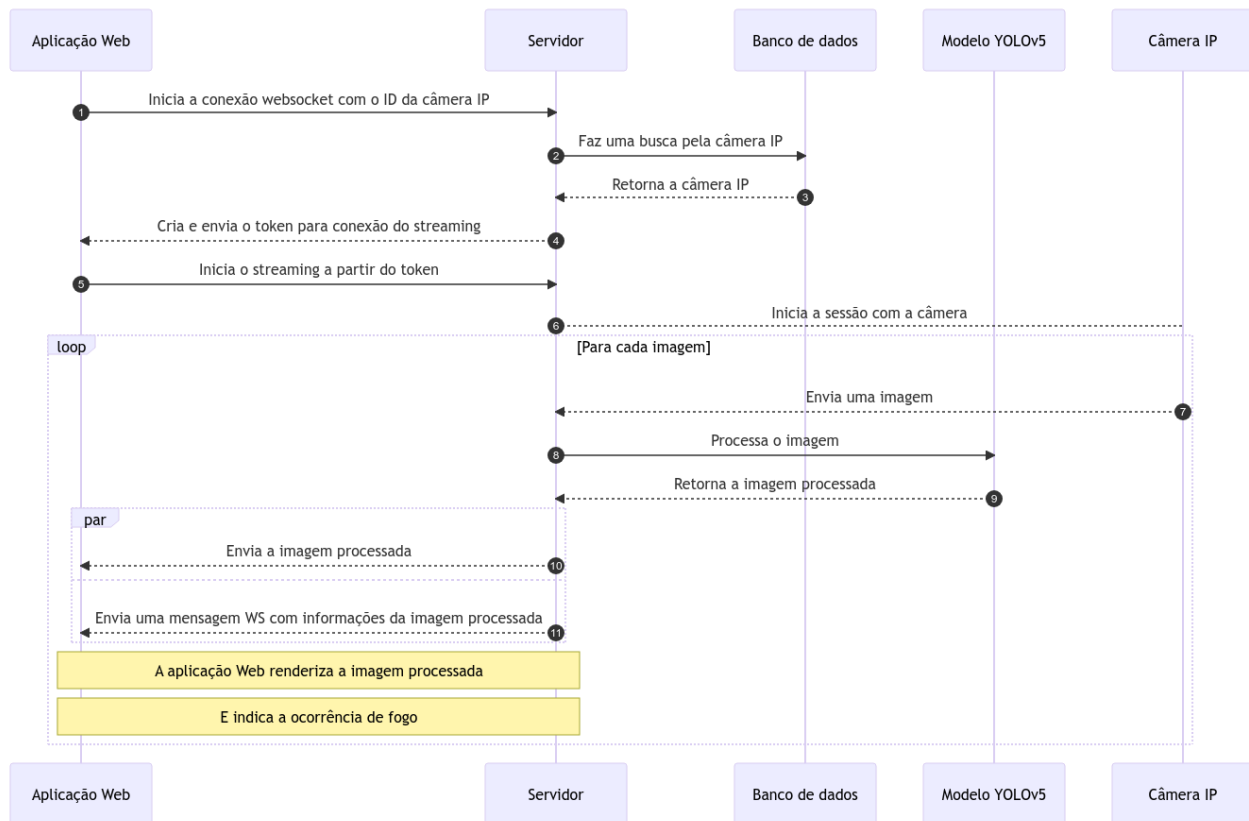 Aplicação Web
Servidor
Banco de dados
Modelo YOLOv5
Câmera IP
1
Inicia a conexão websocket com o ID da câmera IP
2
Faz uma busca pela câmera IP
Retorna a câmera IP
3
Cria e envia o token para conexão do streaming
4
5
Inicia o streaming a partir do token
6
Inicia a sessão com a câmera
loop
[Para cada imagem]
Envia uma imagem
7
8
Processa o imagem
Retorna a imagem processada
9
par
Envia a imagem processada
10
Envia uma mensagem WS com informações da imagem processada
11
A aplicação Web renderiza a imagem processada
E indica a ocorrência de fogo
Aplicação Web
Servidor
Banco de dados
Modelo YOLOv5
Câmera IP